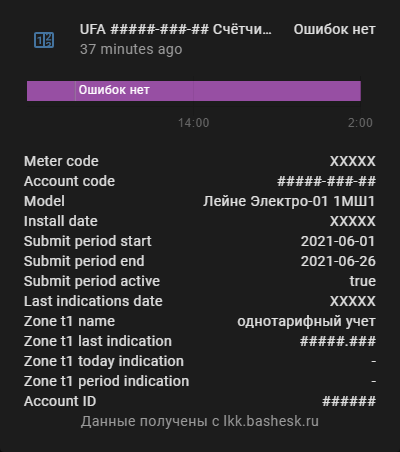 UFA #####-###-## Счётчи... Ошибок нет
37 minutes ago
Ошибок нет
14:00 2:00
Meter code XXXXX
Account code #####-###-##
Model Лейне Электро-01 1МШ1
Install date XXXXX
Submit period start 2021-06-01
Submit period end 2021-06-26
Submit period active true
Last indications date XXXXX
Zone t1 name однотарифный учет
Zone t1 last indication #####.###
Zone t1 today indication -
Zone t1 period indication -
Account ID ######
Данные получены с lkk.bashesk.ru